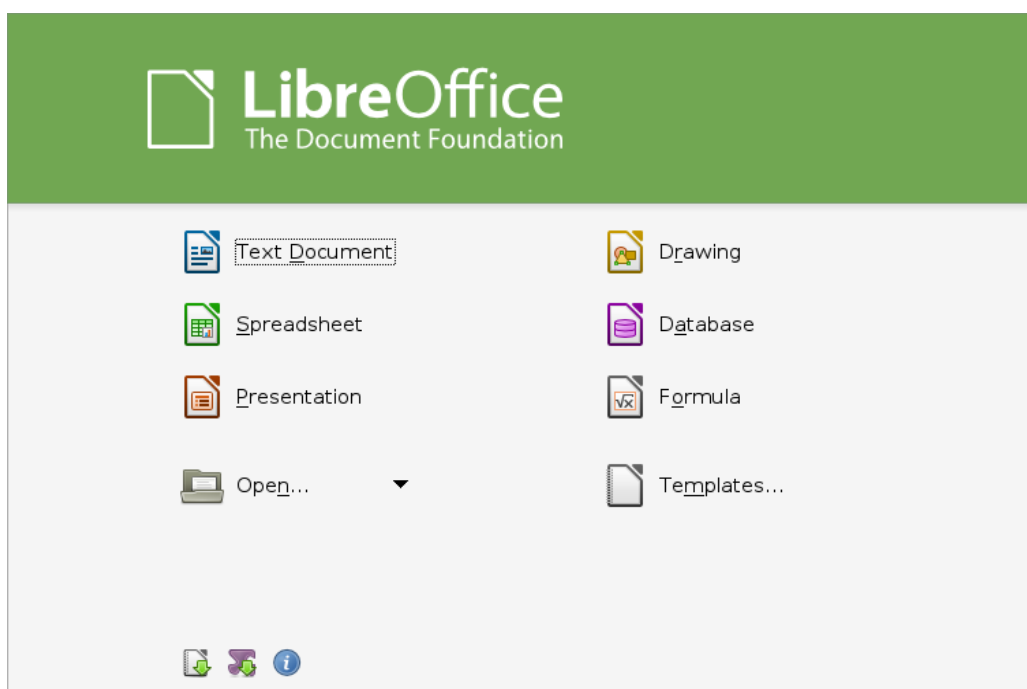 LibreOffice
The Document Foundation
Text Document
Drawing
Spreadsheet
Database
Presentation
Formula
Open...
Templates...